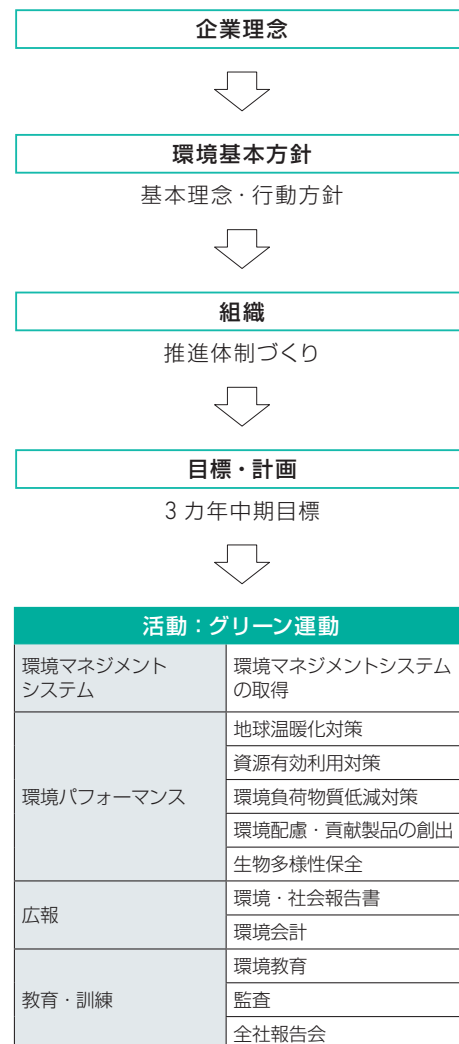 企業理念
環境基本方針
基本理念・行動方針
組織
推進体制づくり
目標・計画
3カ年中期目標
活動：グリーン運動
環境マネジメント
システム
環境マネジメントシステム
の取得
環境パフォーマンス
地球温暖化対策
資源有効利用対策
環境負荷物質低減対策
環境配慮・貢献製品の創出
生物多様性保全
広報
環境・社会報告書
環境会計
教育・訓練
環境教育
監査
全社報告会